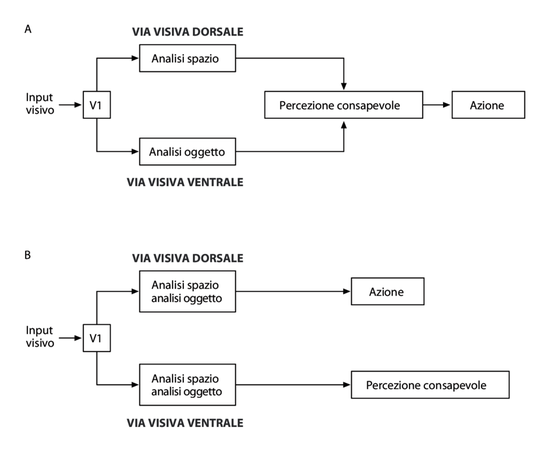 A
VIA VISIVA DORSALE
Analisi spazio
Input
visivo
V1
Percezione consapevole
Azione
Analisi oggetto
VIA VISIVA VENTRALE
B
VIA VISIVA DORSALE
Analisi spazio
analisi oggetto
Azione
Input
visivo
V1
Analisi spazio
analisi oggetto
Percezione consapevole
VIA VISIVA VENTRALE